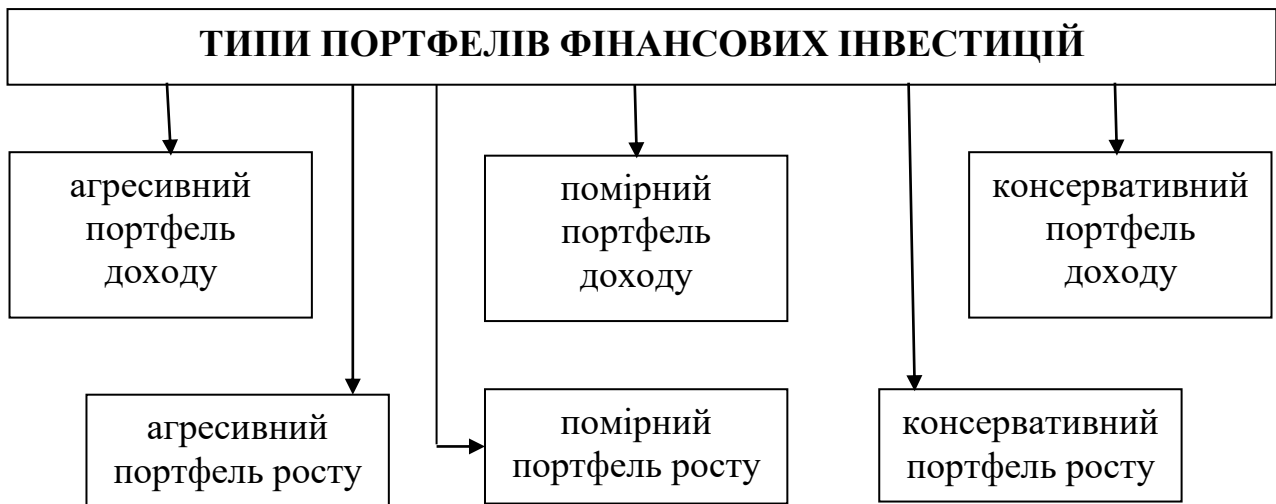 ТИПИ ПОРТФЕЛІВ ФІНАНСОВИХ ІНВЕСТИЦІЙ
агресивний
портфель
доходу
помірний
портфель
доходу
консервативний
портфель
доходу
агресивний
портфель росту
помірний
портфель росту
консервативний
портфель росту